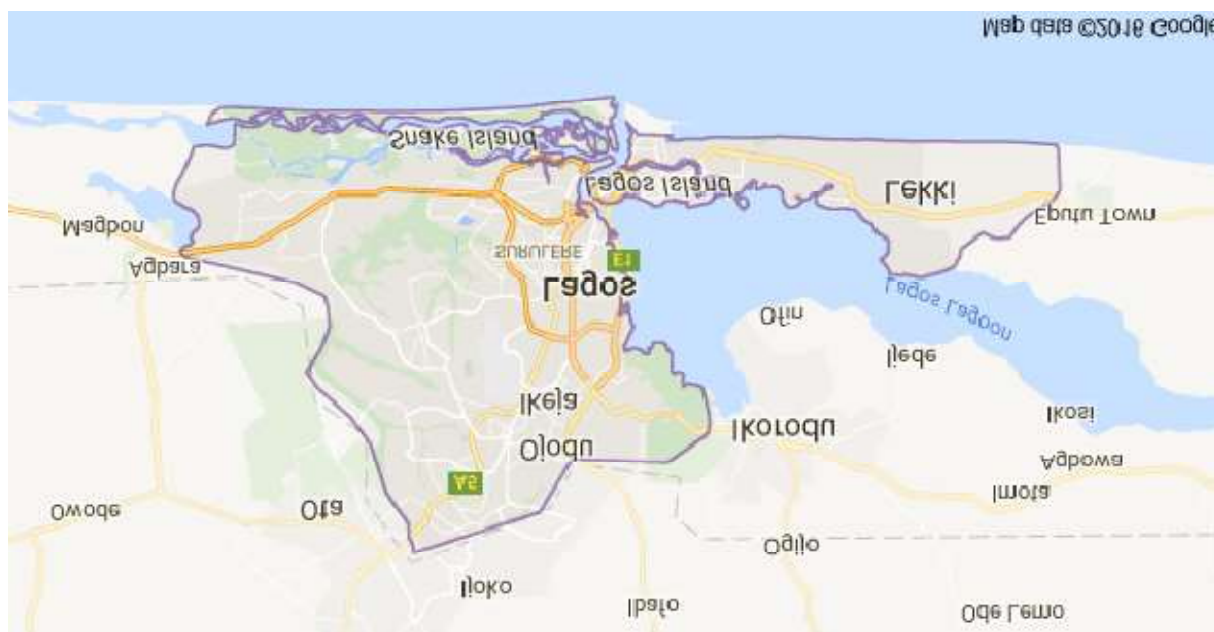 Map data ©2016 Google
Snake Island
Lagos Island
Lekki
Magbon
Eputu Town
SURULERE
E1
Agbara
Lagos
Lagos Lagoon
Ofin
Ijede
Ikeja
Ikosi
Ikorodu
Ojodu
Agbowa
A5
Imota
Ota
Owode
Ogijo
Ijoko
Ibafo
Ode Lemo